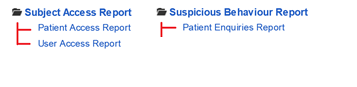 Subject Access Report
Patient Access Report
User Access Report
Suspicious Behaviour Report
Patient Enquiries Report